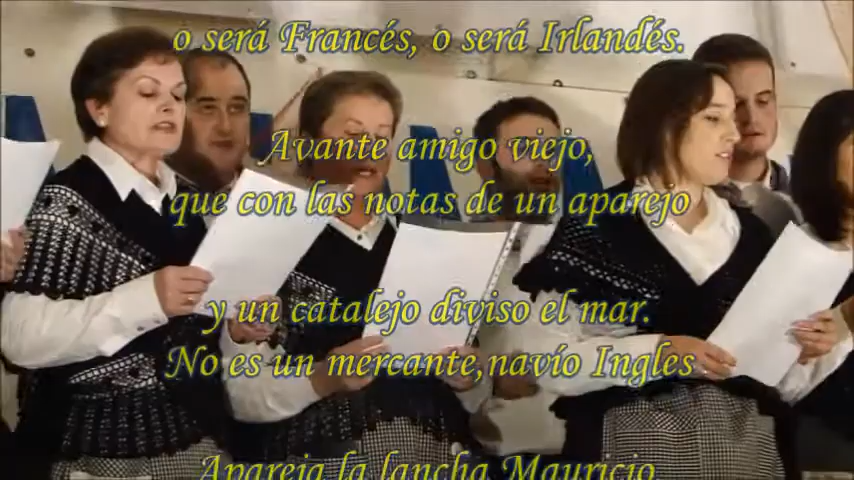 o será Francés, o será Irlandés.
Avante amigo viejo,
que con las notas de un aparejo
y un catalejo diviso el mar.
No es un mercante,navío Ingles
Apareja la lancha Mauricio